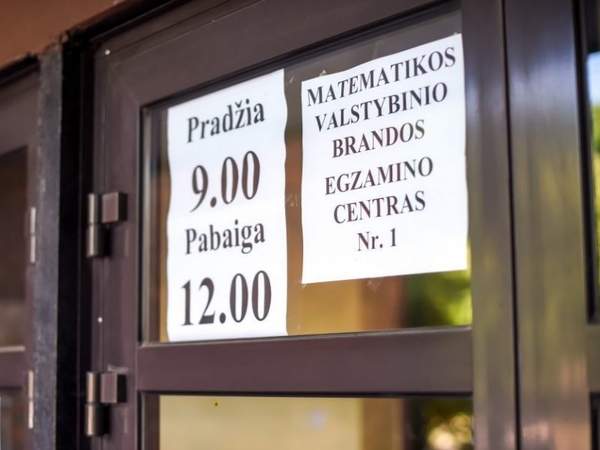 Pradžia
9.00
Pabaiga
12.00
MATEMATIKOS
VALSTYBINIO
BRANDOS
EGZAMINO
CENTRAS
Nr. 1